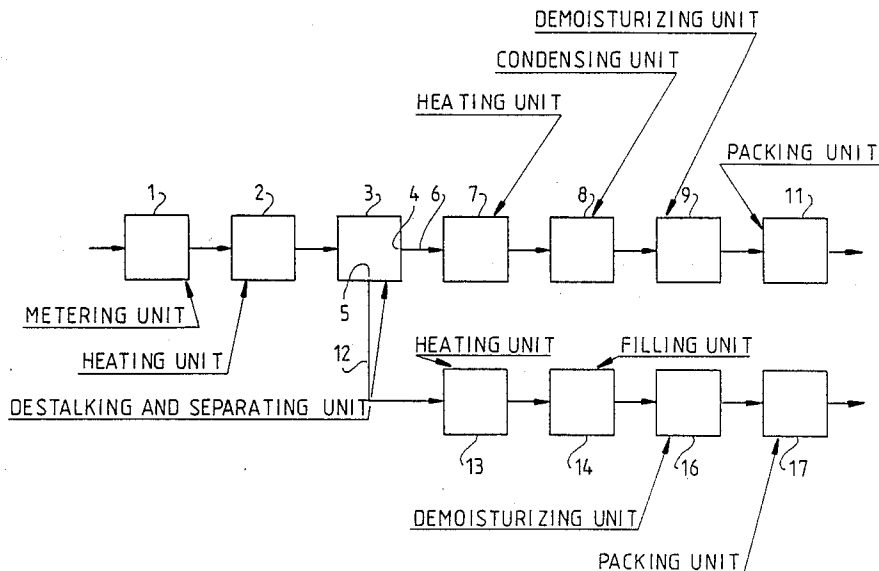 DEMOISTURIZING UNIT
CONDENSING UNIT
HEATING UNIT
PACKING UNIT
1 2 3 4 6 7 8 9 11
METERING UNIT
5
HEATING UNIT
12
HEATING UNIT FILLING UNIT
DESTALKING AND SEPARATING UNIT
13 14 16 17
DEMOISTURIZING UNIT
PACKING UNIT